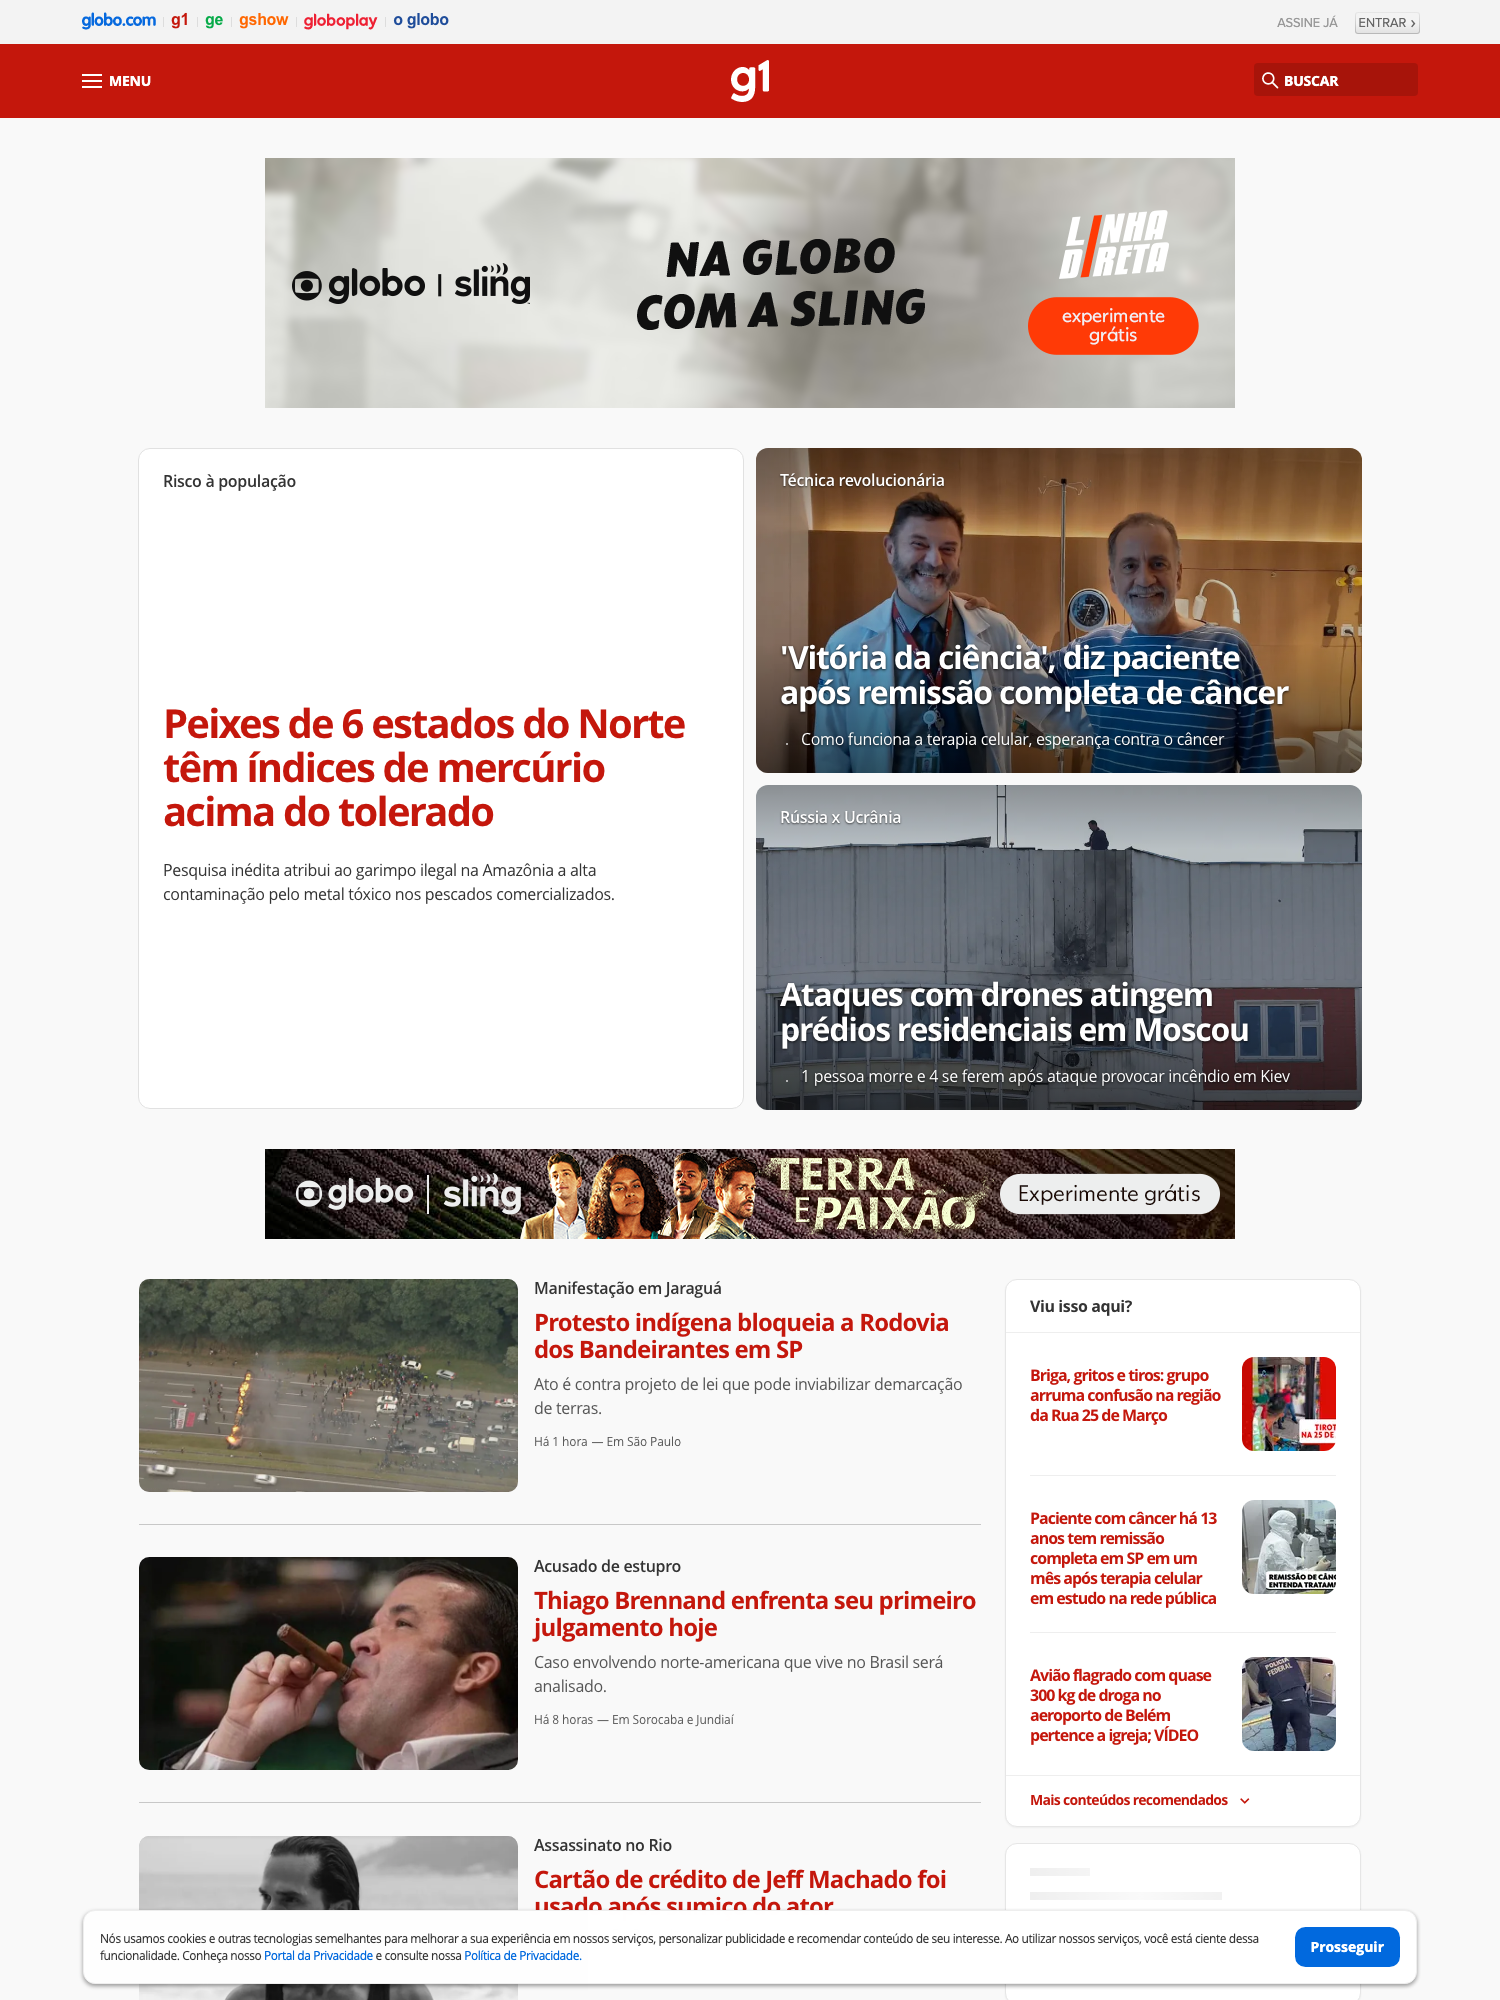 globo.com g1 ge gshow globoplay o globo
ASSINE JÁ ENTRAR ›
MENU
g1
BUSCAR
globo | sling
NA GLOBO
COM A SLING
LINHA
DIRETA
experimente
grátis
Risco à população
Peixes de 6 estados do Norte
têm índices de mercúrio
acima do tolerado
Pesquisa inédita atribui ao garimpo ilegal na Amazônia a alta
contaminação pelo metal tóxico nos pescados comercializados.
Técnica revolucionária
'Vitória da ciência', diz paciente
após remissão completa de câncer
. Como funciona a terapia celular, esperança contra o câncer
Rússia x Ucrânia
Ataques com drones atingem
prédios residenciais em Moscou
. 1 pessoa morre e 4 se ferem após ataque provocar incêndio em Kiev
globo | sling
TERRA
E PAIXÃO
Experimente grátis
Manifestação em Jaraguá
Protesto indígena bloqueia a Rodovia
dos Bandeirantes em SP
Ato é contra projeto de lei que pode inviabilizar demarcação
de terras.
Há 1 hora — Em São Paulo
Acusado de estupro
Thiago Brennand enfrenta seu primeiro
julgamento hoje
Caso envolvendo norte-americana que vive no Brasil será
analisado.
Há 8 horas — Em Sorocaba e Jundiaí
Assassinato no Rio
Cartão de crédito de Jeff Machado foi
usado após sumiço do ator
Viu isso aqui?
Briga, gritos e tiros: grupo
arruma confusão na região
da Rua 25 de Março
TIROT
NA 25 DE
Paciente com câncer há 13
anos tem remissão
completa em SP em um
mês após terapia celular
em estudo na rede pública
REMISSÃO DE CÂNC
ENTENDA TRATAM
Avião flagrado com quase
300 kg de droga no
aeroporto de Belém
pertence a igreja; VÍDEO
POLÍCIA
FEDERAL
Mais conteúdos recomendados
Nós usamos cookies e outras tecnologias semelhantes para melhorar a sua experiência em nossos serviços, personalizar publicidade e recomendar conteúdo de seu interesse. Ao utilizar nossos serviços, você está ciente dessa
funcionalidade. Conheça nosso Portal da Privacidade e consulte nossa Política de Privacidade.
Prosseguir